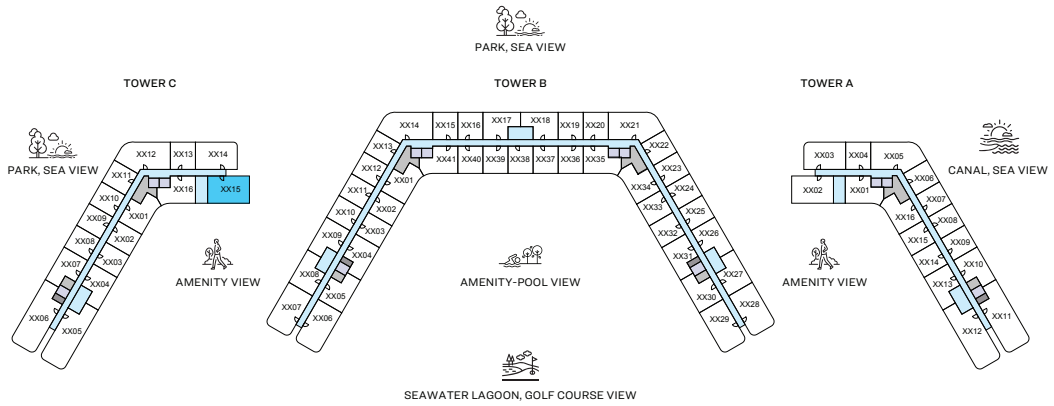 PARK, SEA VIEW
TOWER C
TOWER B
TOWER A
PARK, SEA VIEW
CANAL, SEA VIEW
XX12 XX13 XX14
XX11 XX16 XX15
XX10 XX01
XX09 XX02
XX08 XX03
XX07 XX04
XX06 XX05
XX14 XX15 XX16 XX17 XX18 XX19 XX20 XX21
XX13 XX41 XX40 XX39 XX38 XX37 XX36 XX35 XX22
XX12 XX01 XX34 XX23
XX11 XX02 XX33 XX24
XX10 XX03 XX32 XX25
XX09 XX04 XX31 XX26
XX08 XX05 XX30 XX27
XX07 XX06 XX29 XX28
XX03 XX04 XX05
XX02 XX01 XX06
XX16 XX07
XX15 XX08
XX14 XX09
XX13 XX10
XX12 XX11
AMENITY VIEW
AMENITY-POOL VIEW
AMENITY VIEW
SEAWATER LAGOON, GOLF COURSE VIEW